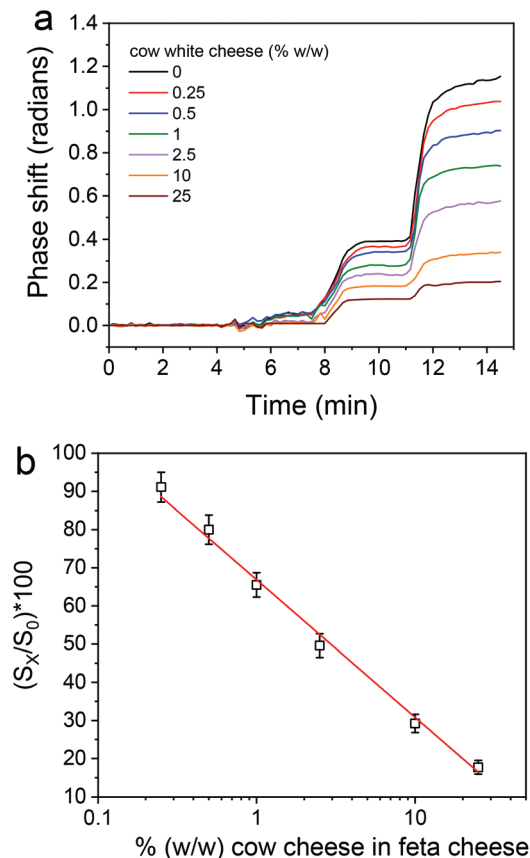 a
cow white cheese (% w/w)
0
0.25
0.5
1
2.5
10
25
Phase shift (radians)
1.4
1.2
1.0
0.8
0.6
0.4
0.2
0.0
0 2 4 6 8 10 12 14
Time (min)
b
(S_X/S_0)*100
100
90
80
70
60
50
40
30
20
10
0.1 1 10
% (w/w) cow cheese in feta cheese